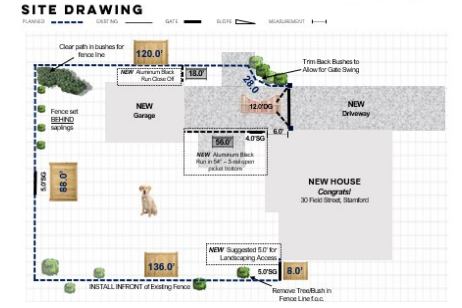 SITE DRAWING
PLANNED
EXISTING
GATE
SLOPE
MEASUREMENT
Clear path in bushes for
fence line
120.0'
NEW Aluminum Black
Run Close Off
18.0'
28.0'
Trim Back Bushes to
Allow for Gate Swing
12.0'DG
NEW
Garage
NEW
Driveway
Fence set
BEHIND
saplings
6.0'
56.0'
4.0'SG
NEW Aluminum Black
Run in 54" – 3-rail open
picket bottom
5.0'SG
88.0'
NEW HOUSE
Congrats!
30 Field Street, Stamford
NEW Suggested 5.0' for
Landscaping Access
136.0'
5.0'SG
8.0'
INSTALL INFRONT of Existing Fence
Remove Tree/Bush in
Fence Line f.o.c.